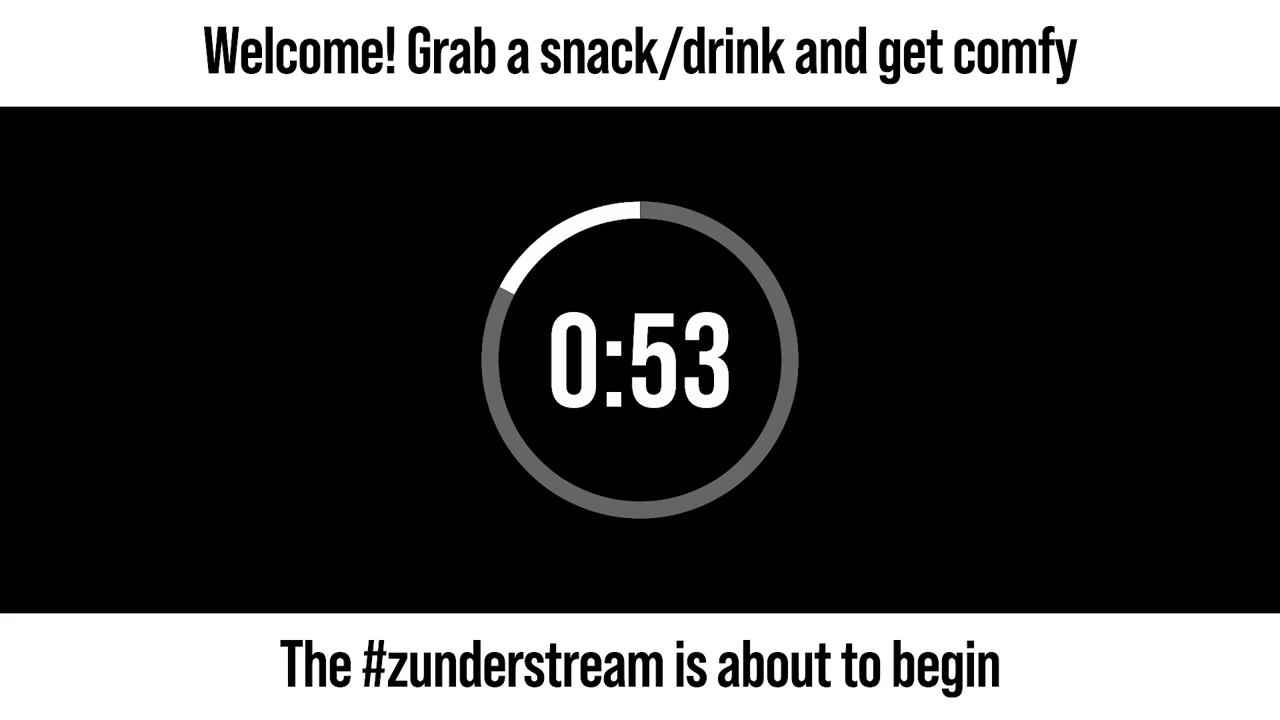 Welcome! Grab a snack/drink and get comfy
0:53
The #zunderstream is about to begin